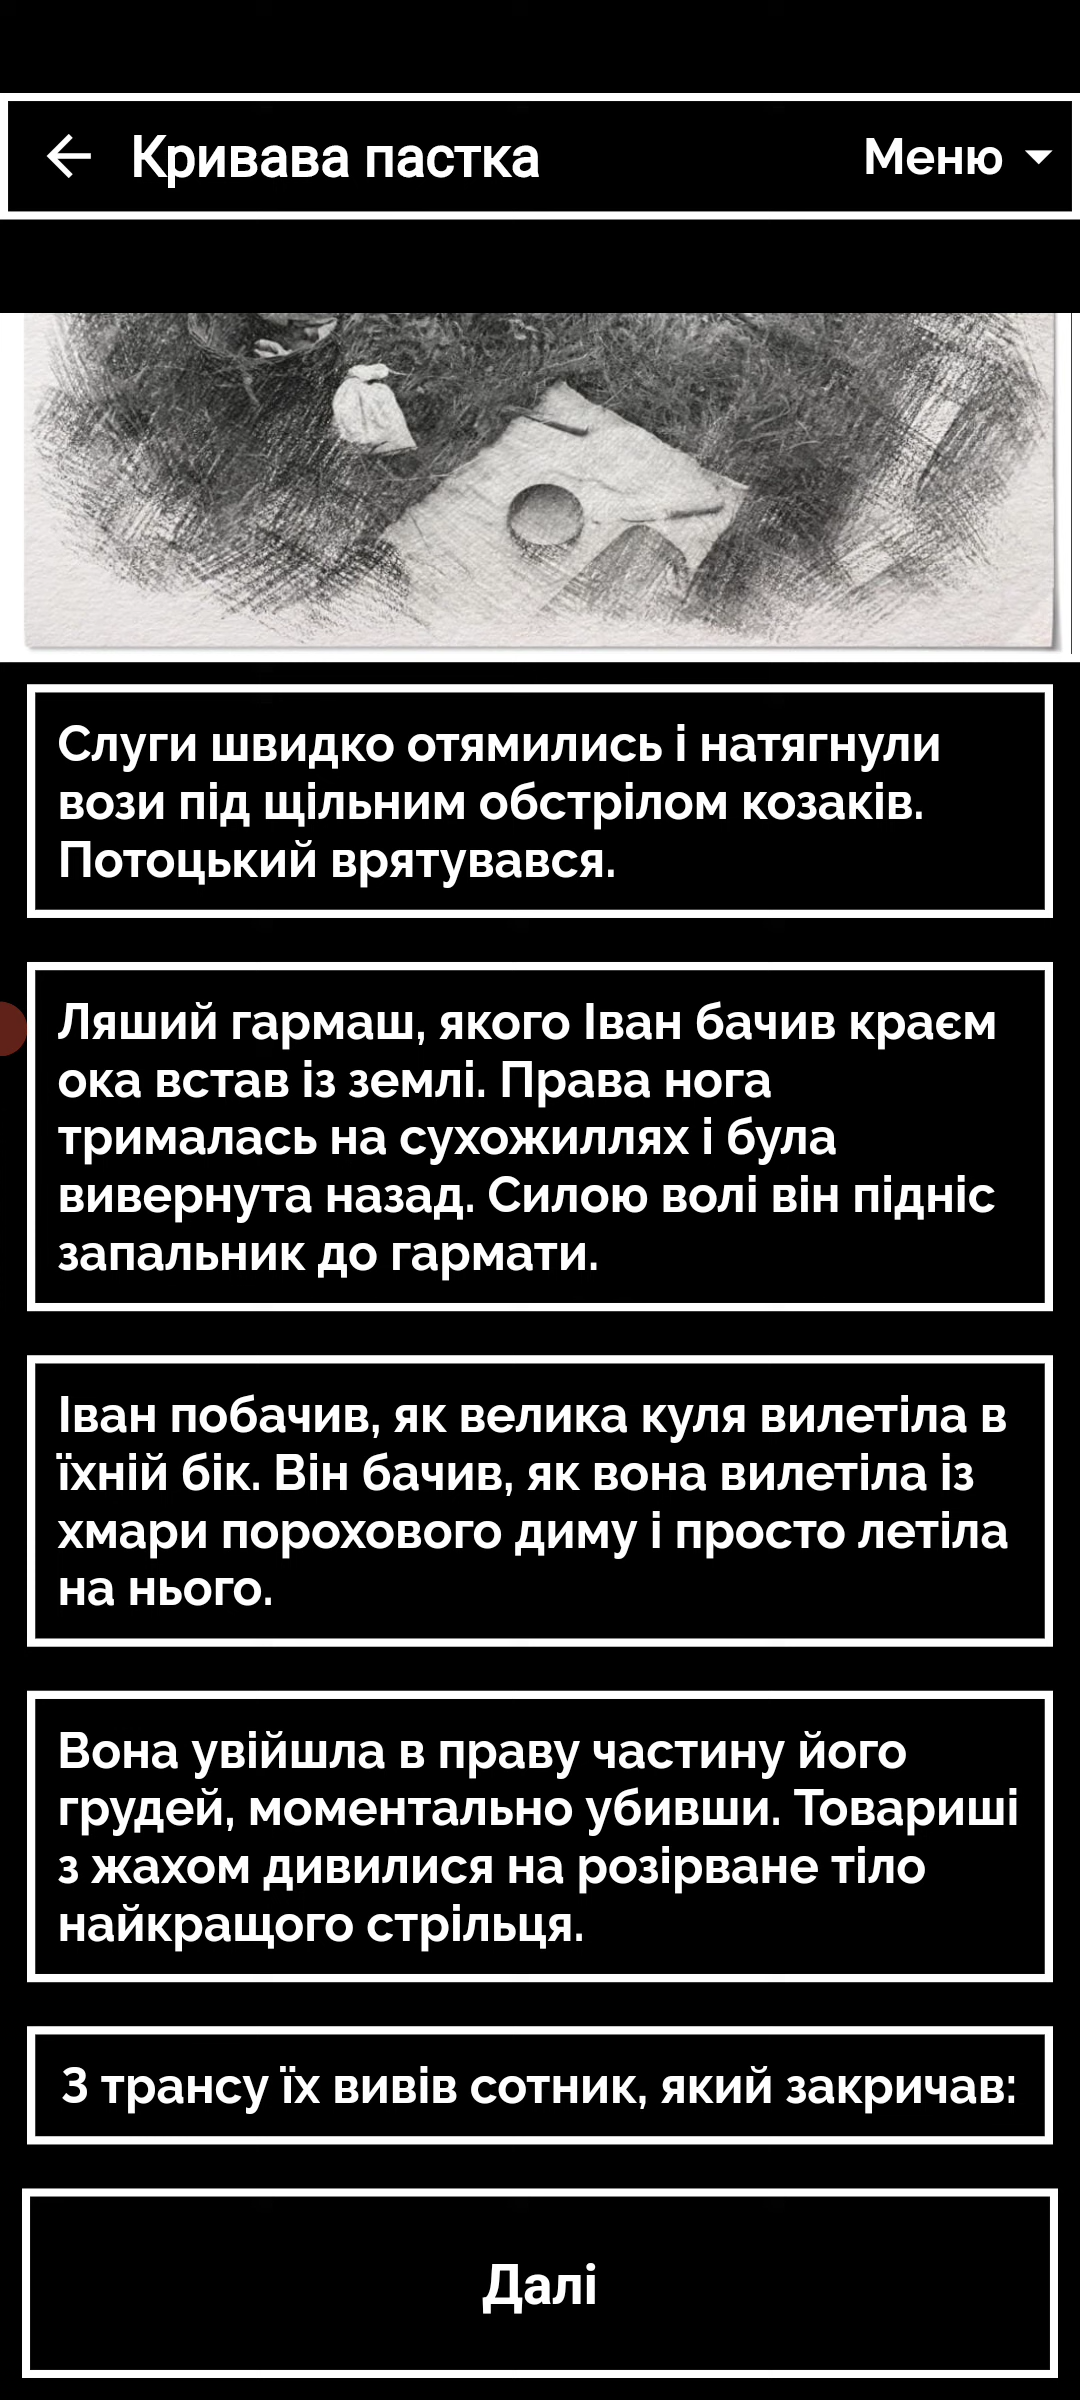 Кривава пастка
Меню
Слуги швидко отямились і натягнули
вози під щільним обстрілом козаків.
Потоцький врятувався.
Ляший гармаш, якого Іван бачив краєм
ока встав із землі. Права нога
трималась на сухожиллях і була
вивернута назад. Силою волі він підніс
запальник до гармати.
Іван побачив, як велика куля вилетіла в
їхній бік. Він бачив, як вона вилетіла із
хмари порохового диму і просто летіла
на нього.
Вона увійшла в праву частину його
грудей, моментально убивши. Товариші
з жахом дивилися на розірване тіло
найкращого стрільця.
З трансу їх вивів сотник, який закричав:
Далі